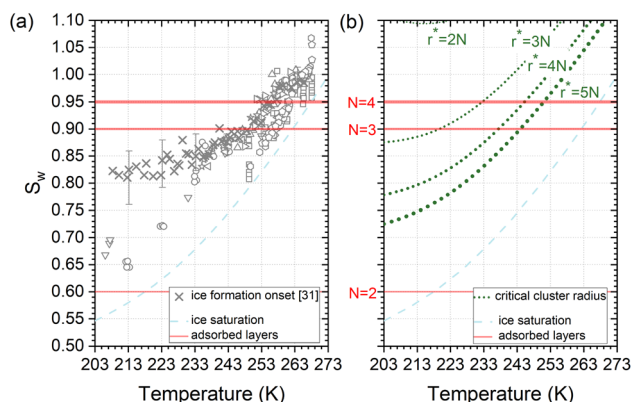 (a)
(b)
1.10
1.05
1.00
0.95
0.90
0.85
0.80
0.75
0.70
0.65
0.60
0.55
0.50
S_w
203 213 223 233 243 253 263
Temperature (K)
ice formation onset [31]
ice saturation
adsorbed layers
r*=2N
r*=3N
r*=4N
r*=5N
N=4
N=3
N=2
203 213 223 233 243 253 263 273
Temperature (K)
critical cluster radius
ice saturation
adsorbed layers